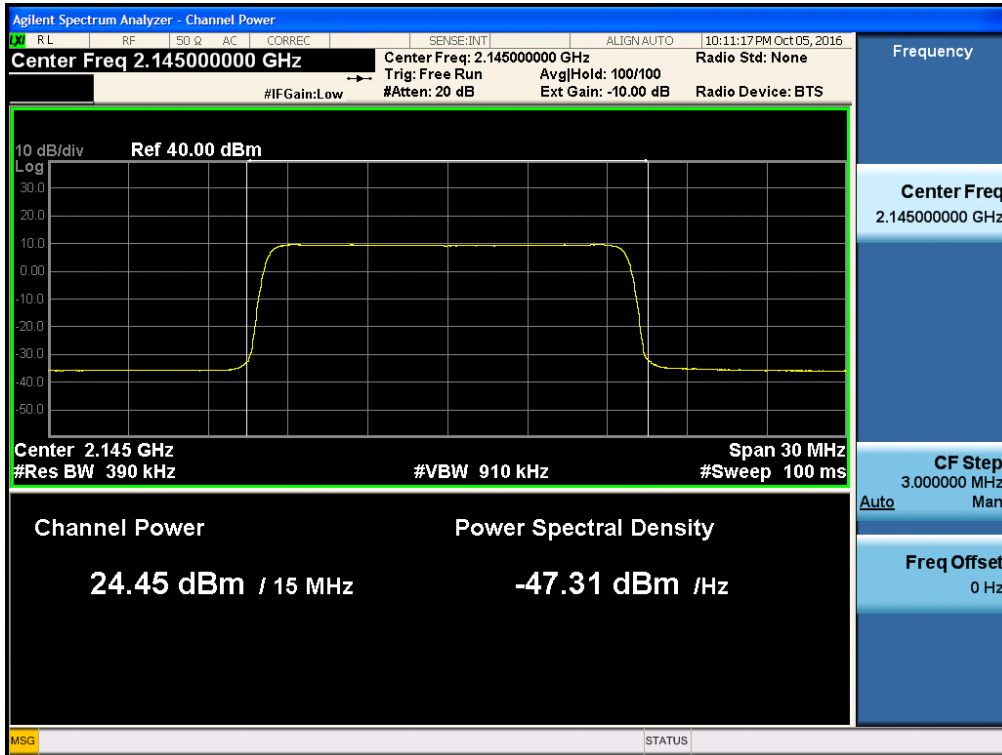 Agilent Spectrum Analyzer - Channel Power
LXI RL RF 50 Ω AC CORREC SENSE:INT ALIGN AUTO 10:11:17 PM Oct 05, 2016
Center Freq 2.145000000 GHz
Center Freq: 2.145000000 GHz Radio Std: None
Trig: Free Run Avg|Hold: 100/100
#IFGain:Low #Atten: 20 dB Ext Gain: -10.00 dB Radio Device: BTS
10 dB/div Ref 40.00 dBm
Log
30.0
20.0
10.0
0.00
-10.0
-20.0
-30.0
-40.0
-50.0
Center 2.145 GHz Span 30 MHz
#Res BW 390 kHz #VBW 910 kHz #Sweep 100 ms
Channel Power Power Spectral Density
24.45 dBm / 15 MHz -47.31 dBm /Hz
Frequency
Center Freq
2.145000000 GHz
CF Step
3.000000 MHz
Auto Man
Freq Offset
0 Hz
MSG STATUS